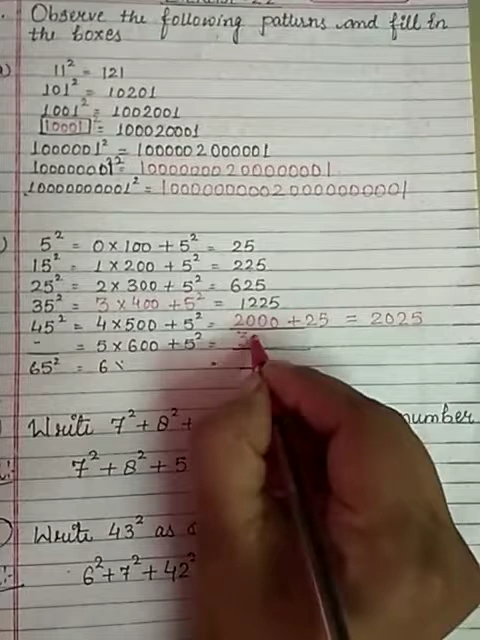 Observe the following patterns and fill in
the boxes
11² = 121
101² = 10201
1001² = 1002001
10001² = 100020001
1000001² = 1000002000001
10000001² = 100000020000001
10000000001² = 100000000020000000001
5² = 0 × 100 + 5² = 25
15² = 1 × 200 + 5² = 225
25² = 2 × 300 + 5² = 625
35² = 3 × 400 + 5² = 1225
45² = 4 × 500 + 5² = 2000 + 25 = 2025
- = 5 × 600 + 5² =
65² = 6
Write 7² + 8² + number
7² + 8² + 5
Write 43² as
6² + 7² + 42²